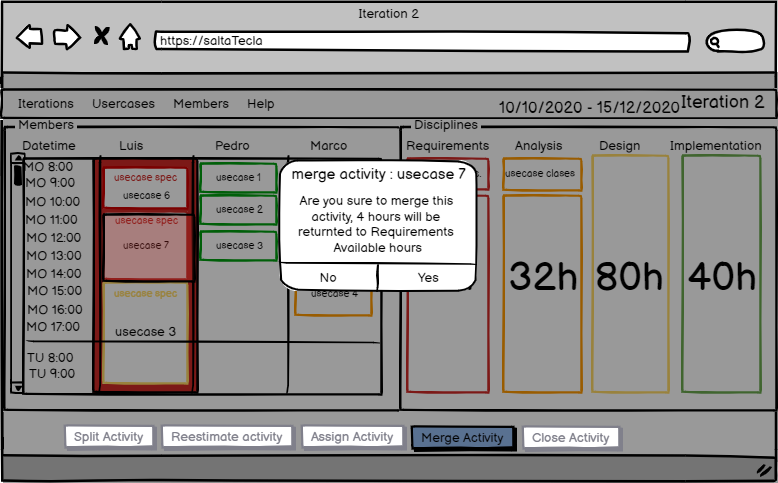 Iteration 2
https://saltaTecla
Iterations Usercases Members Help
10/10/2020 - 15/12/2020 Iteration 2
Members
Disciplines
Datetime Luis Pedro Marco
Requirements Analysis Design Implementation
MO 8:00
MO 9:00
MO 10:00
MO 11:00
MO 12:00
MO 13:00
MO 14:00
MO 15:00
MO 16:00
MO 17:00
TU 8:00
TU 9:00
usecase spec
usecase 6
usecase spec
usecase 7
usecase spec
usecase 3
usecase 1
usecase 2
usecase 3
usecase 4
merge activity : usecase 7
Are you sure to merge this
activity, 4 hours will be
returnted to Requirements
Available hours
No Yes
usecase clases
32h
80h
40h
Split Activity Reestimate activity Assign Activity Merge Activity Close Activity